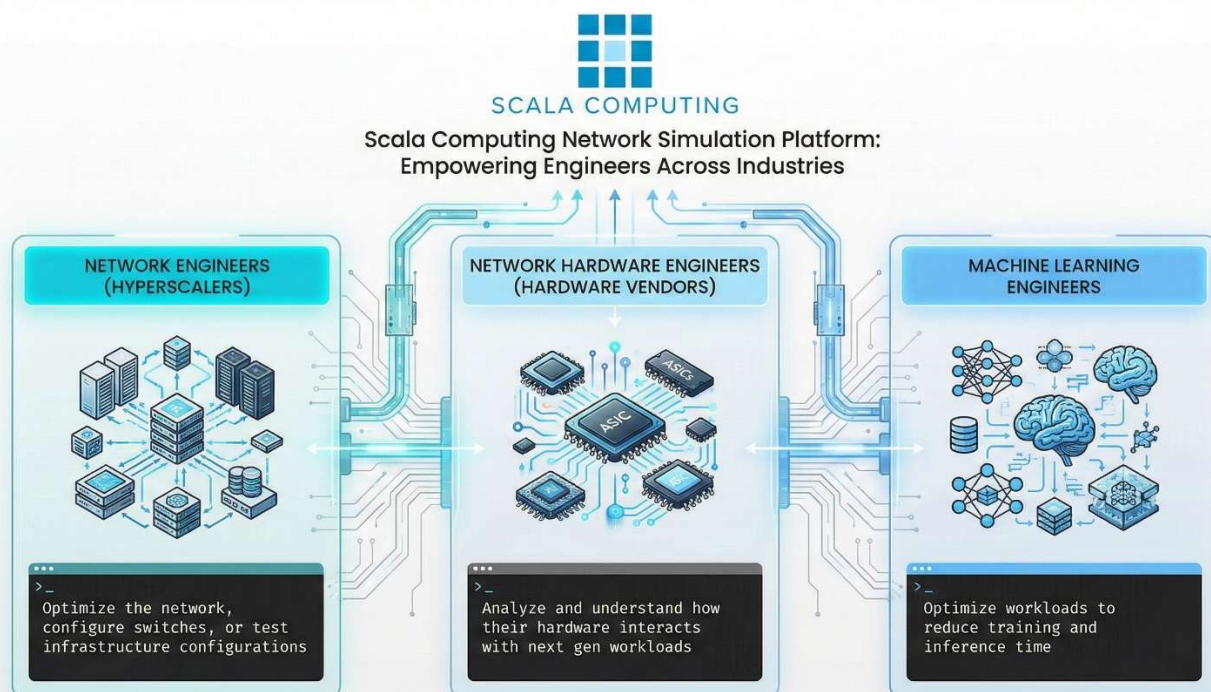 SCALA COMPUTING
Scala Computing Network Simulation Platform:
Empowering Engineers Across Industries
NETWORK ENGINEERS
(HYPERSCALERS)
NETWORK HARDWARE ENGINEERS
(HARDWARE VENDORS)
MACHINE LEARNING
ENGINEERS
ASICs
ASIC
>_
Optimize the network,
configure switches, or test
infrastructure configurations
>_
Analyze and understand how
their hardware interacts
with next gen workloads
>_
Optimize workloads to
reduce training and
inference time